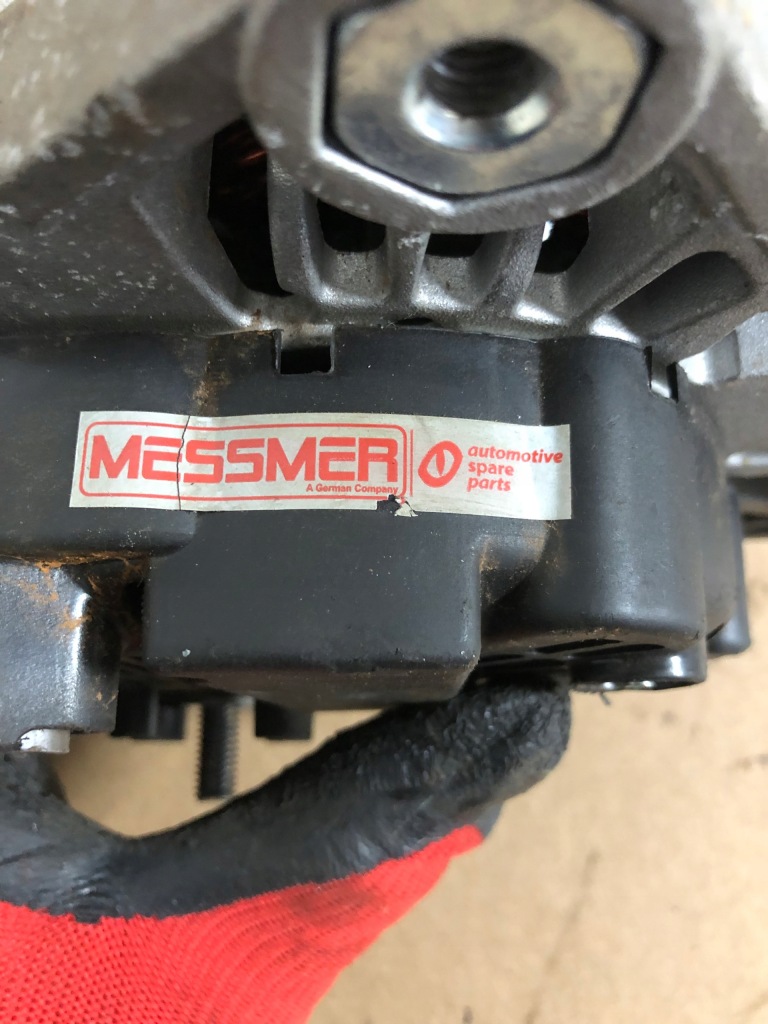 MESSMER
A German Company
automotive
spare
parts